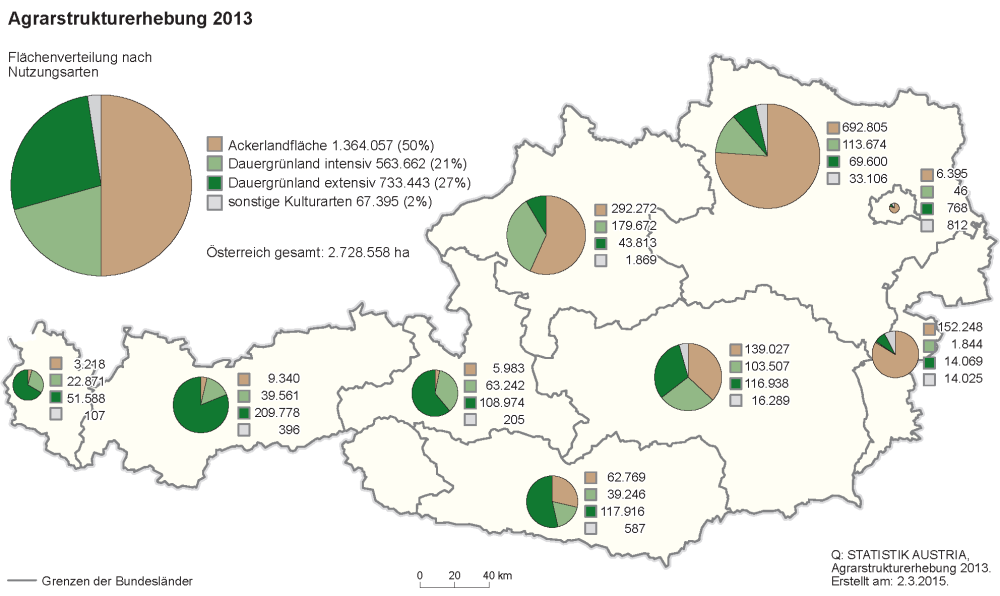 Agrarstrukturerhebung 2013
Flächenverteilung nach
Nutzungsarten
Ackerlandfläche 1.364.057 (50%)
Dauergrünland intensiv 563.662 (21%)
Dauergrünland extensiv 733.443 (27%)
sonstige Kulturarten 67.395 (2%)
Österreich gesamt: 2.728.558 ha
692.805
113.674
69.600
33.106
6.395
46
768
812
292.272
179.672
43.813
1.869
152.248
1.844
14.069
14.025
139.027
103.507
116.938
16.289
3.218
22.871
51.588
107
9.340
39.561
209.778
396
5.983
63.242
108.974
205
62.769
39.246
117.916
587
Grenzen der Bundesländer
0 20 40 km
Q: STATISTIK AUSTRIA,
Agrarstrukturerhebung 2013.
Erstellt am: 2.3.2015.